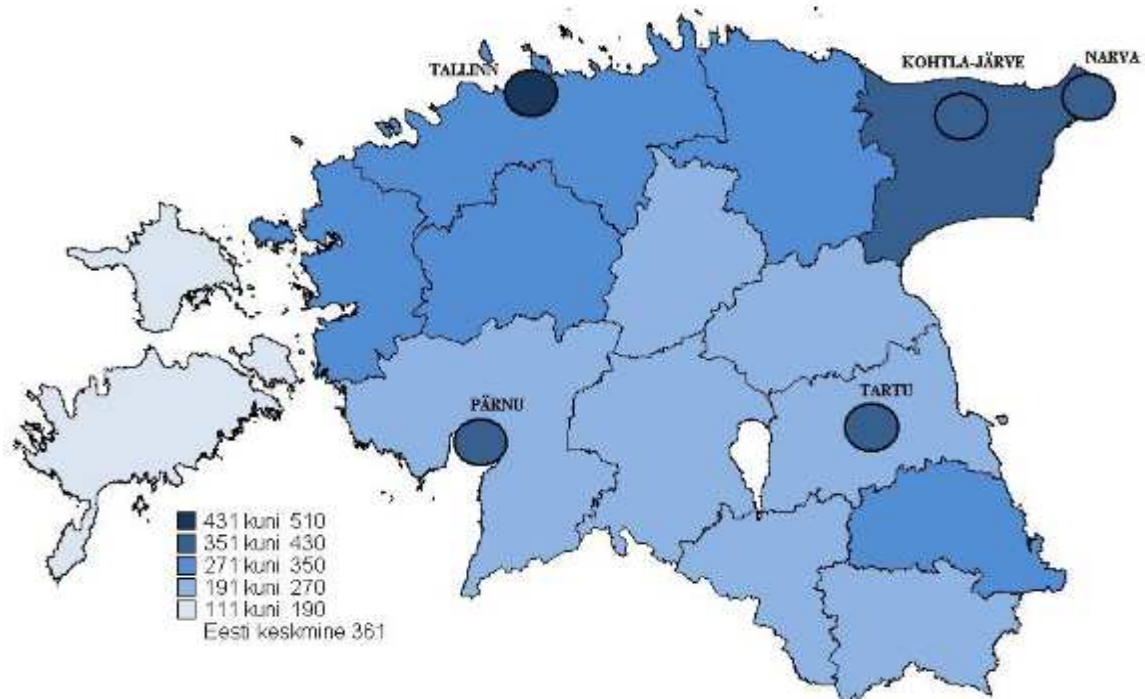 TALLINN
KOHTLA-JÄRVE
NARVA
PÄRNU
TARTU
431 kuni 510
351 kuni 430
271 kuni 350
191 kuni 270
111 kuni 190
Eesti keskmine 361